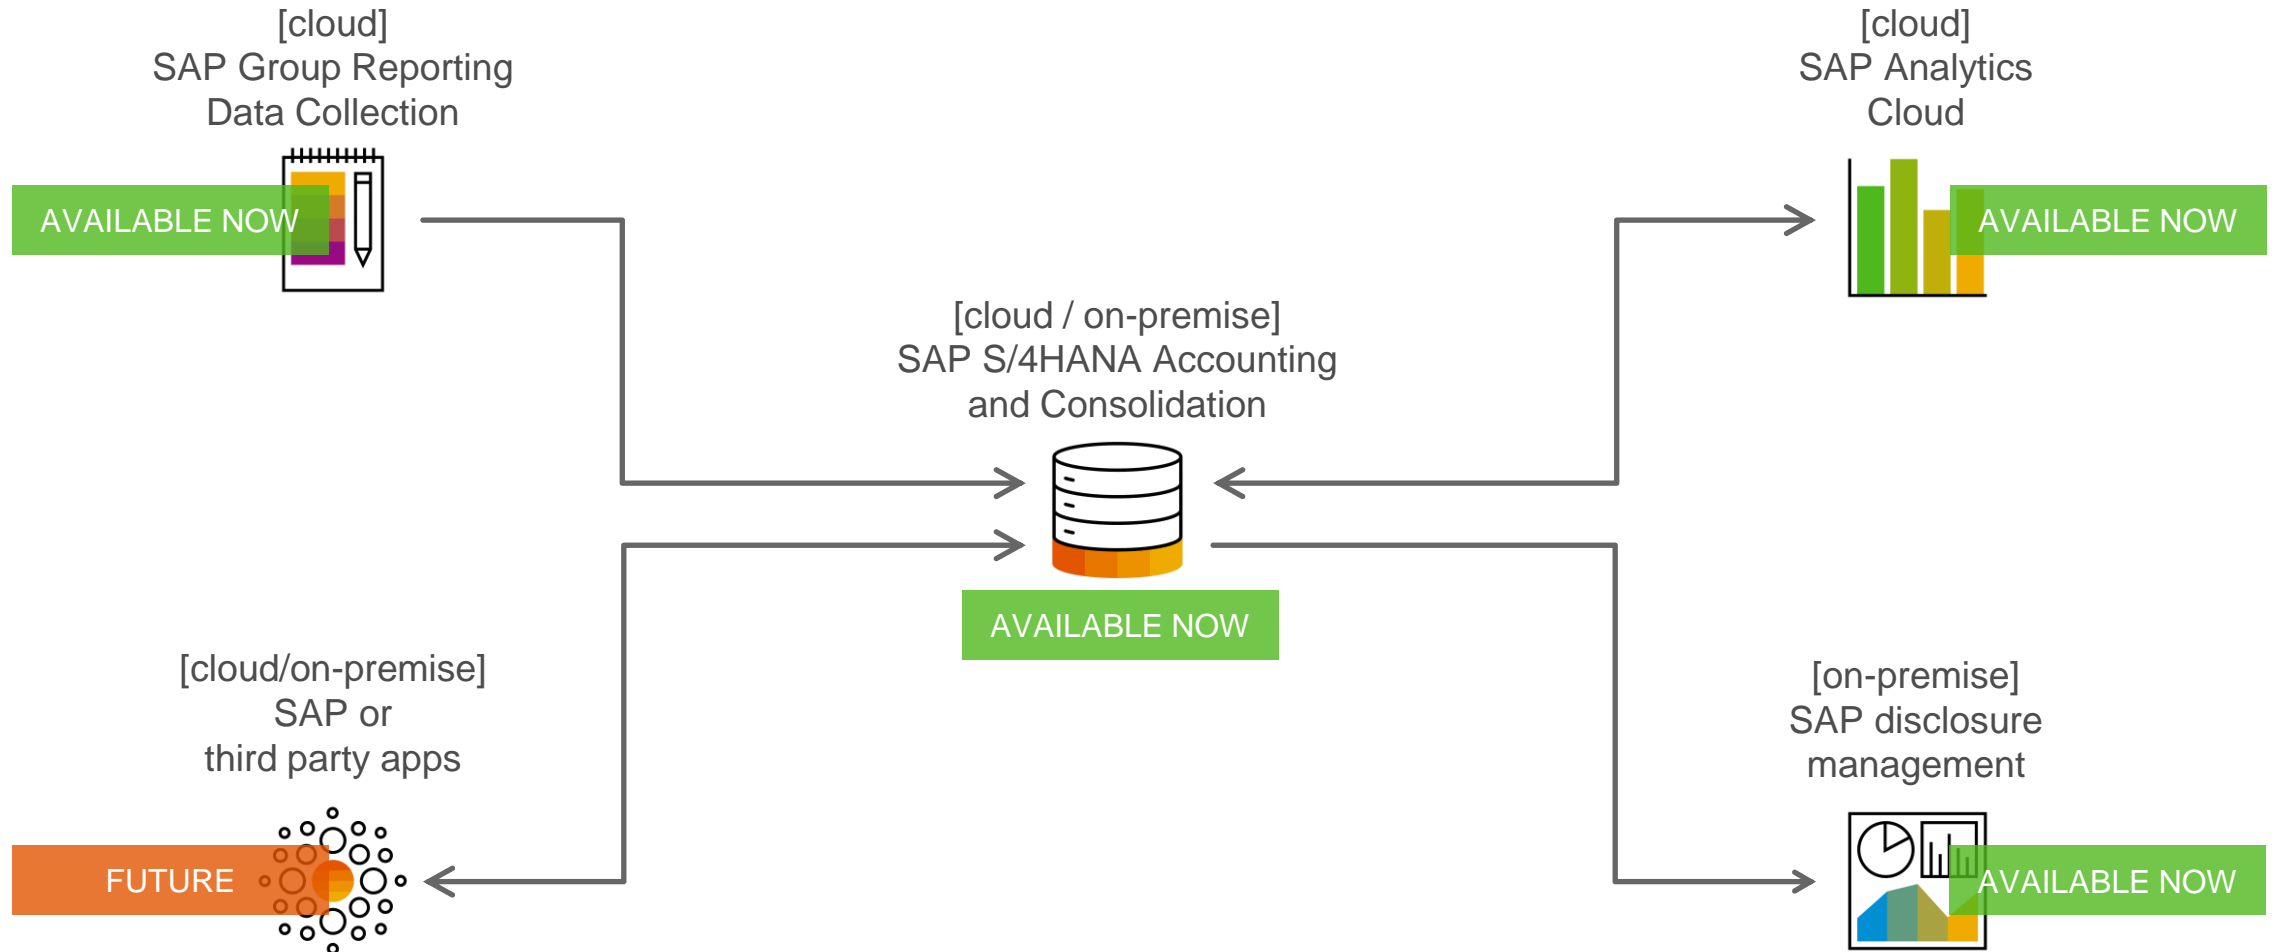 [cloud]
SAP Group Reporting
Data Collection
AVAILABLE NOW
[cloud]
SAP Analytics
Cloud
AVAILABLE NOW
[cloud / on-premise]
SAP S/4HANA Accounting
and Consolidation
AVAILABLE NOW
[cloud/on-premise]
SAP or
third party apps
FUTURE
[on-premise]
SAP disclosure
management
AVAILABLE NOW